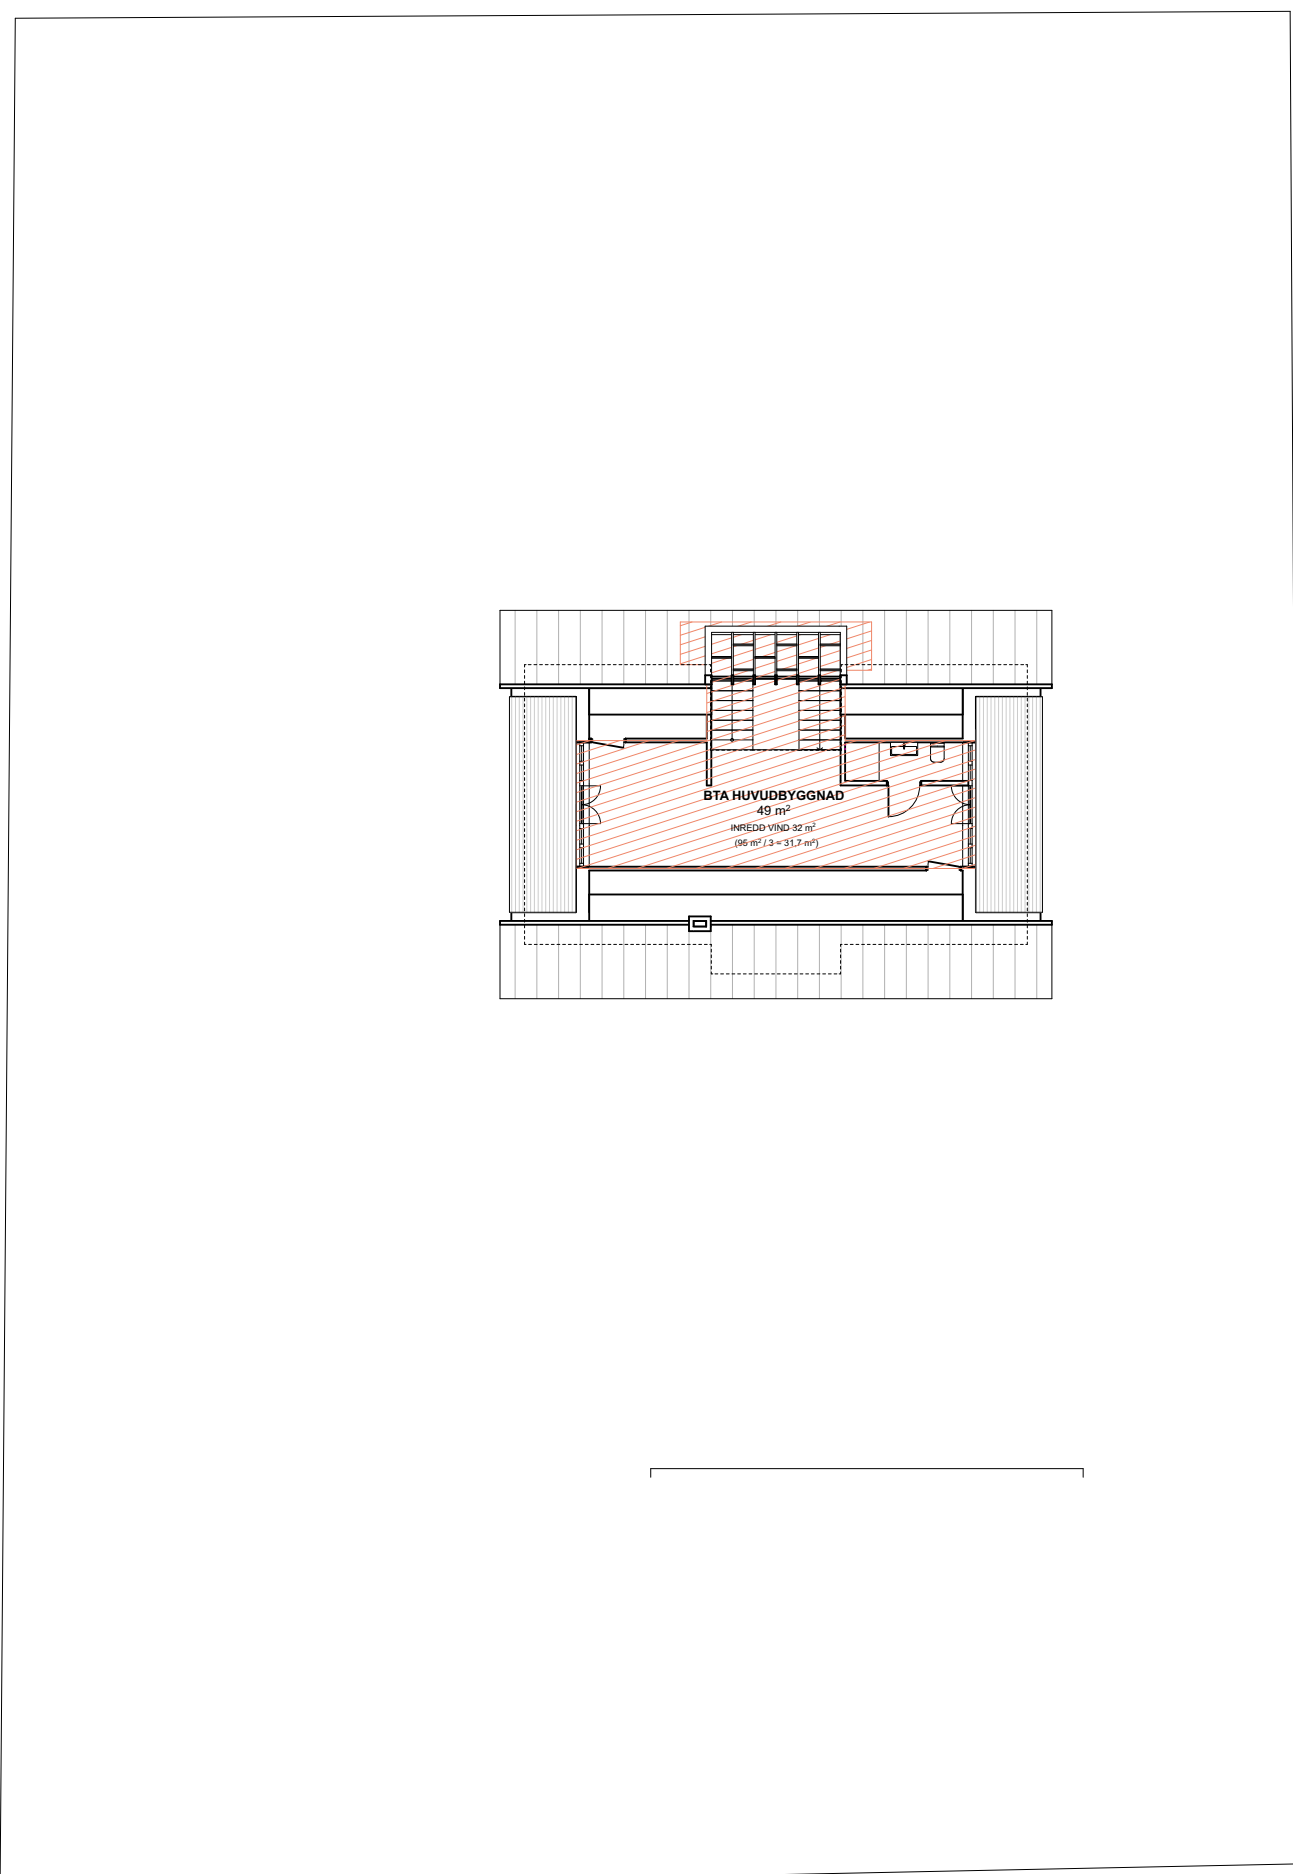 BTA HUVUDBYGGNAD
49 m²
INREDD VIND 32 m²
(95 m² / 3 = 31,7 m²)